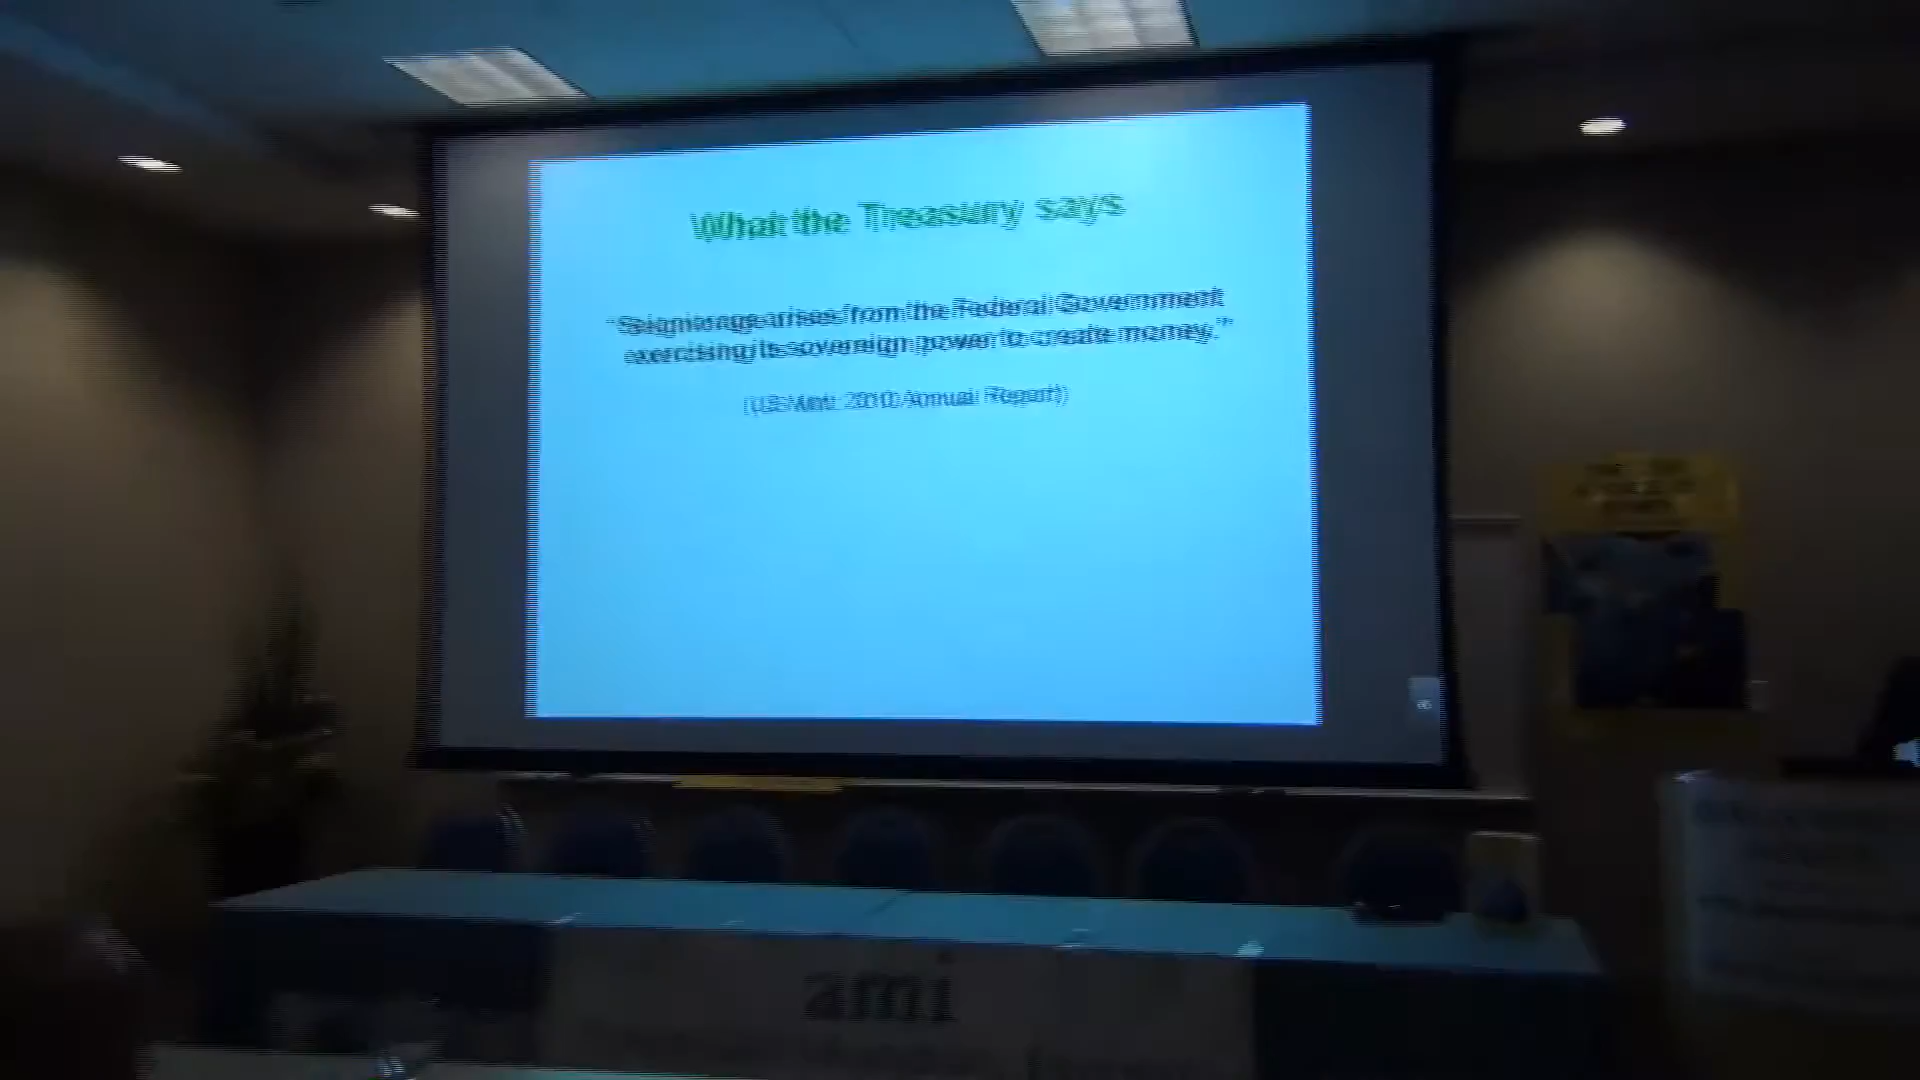 What the Treasury says
"Seigniorage arises from the Federal Government
exercising its sovereign power to create money."
(US Mint: 2010 Annual Report)
ami